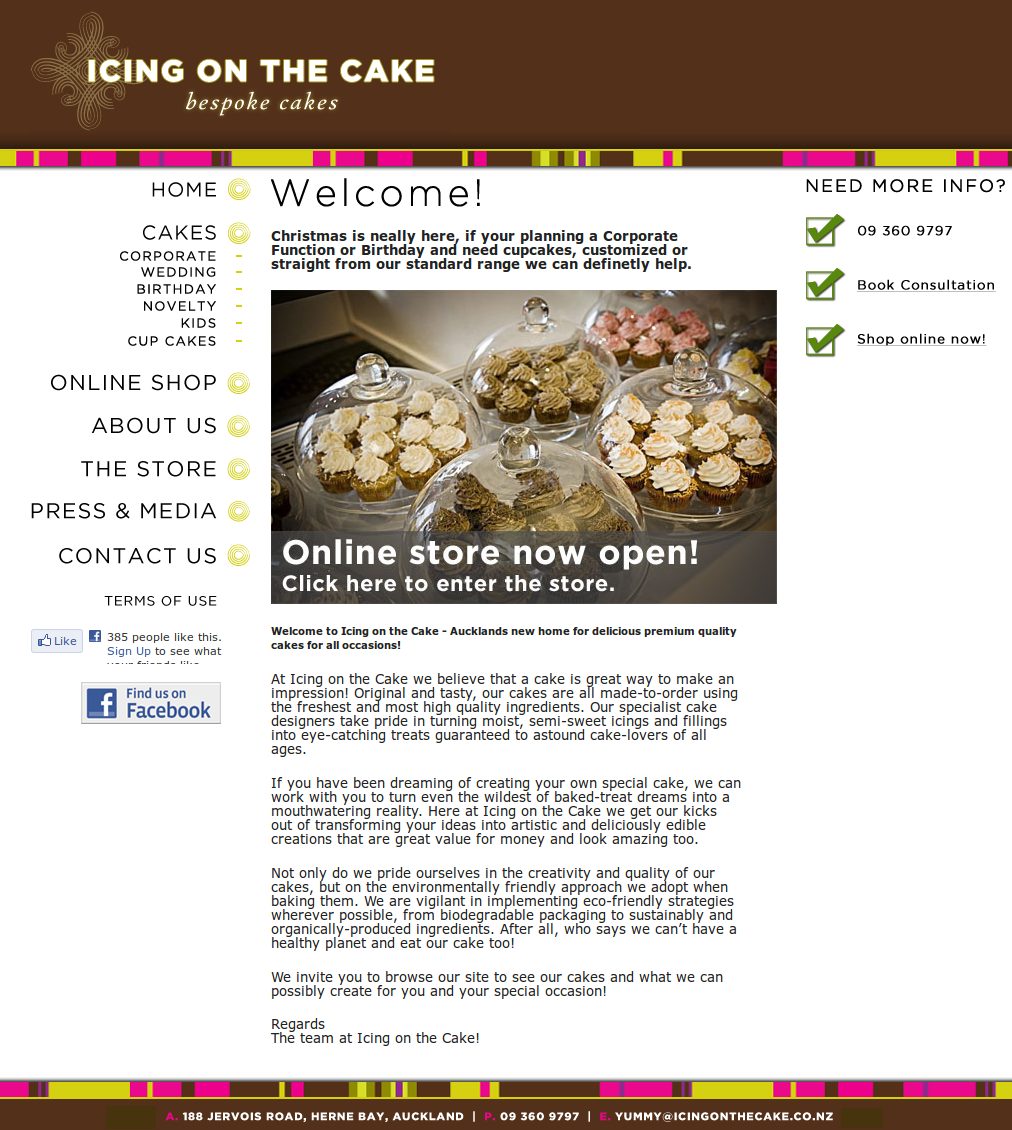 ICING ON THE CAKE
bespoke cakes
HOME
CAKES
CORPORATE
WEDDING
BIRTHDAY
NOVELTY
KIDS
CUP CAKES
ONLINE SHOP
ABOUT US
THE STORE
PRESS & MEDIA
CONTACT US
TERMS OF USE
Like
385 people like this.
Sign Up to see what
your friends like.
Find us on
Facebook
Welcome!
Christmas is neally here, if your planning a Corporate
Function or Birthday and need cupcakes, customized or
straight from our standard range we can definetly help.
Online store now open!
Click here to enter the store.
Welcome to Icing on the Cake - Aucklands new home for delicious premium quality
cakes for all occasions!
At Icing on the Cake we believe that a cake is great way to make an
impression! Original and tasty, our cakes are all made-to-order using
the freshest and most high quality ingredients. Our specialist cake
designers take pride in turning moist, semi-sweet icings and fillings
into eye-catching treats guaranteed to astound cake-lovers of all
ages.
If you have been dreaming of creating your own special cake, we can
work with you to turn even the wildest of baked-treat dreams into a
mouthwatering reality. Here at Icing on the Cake we get our kicks
out of transforming your ideas into artistic and deliciously edible
creations that are great value for money and look amazing too.
Not only do we pride ourselves in the creativity and quality of our
cakes, but on the environmentally friendly approach we adopt when
baking them. We are vigilant in implementing eco-friendly strategies
wherever possible, from biodegradable packaging to sustainably and
organically-produced ingredients. After all, who says we can’t have a
healthy planet and eat our cake too!
We invite you to browse our site to see our cakes and what we can
possibly create for you and your special occasion!
Regards
The team at Icing on the Cake!
NEED MORE INFO?
09 360 9797
Book Consultation
Shop online now!
A. 188 JERVOIS ROAD, HERNE BAY, AUCKLAND | P. 09 360 9797 | E. YUMMY@ICINGONTHECAKE.CO.NZ